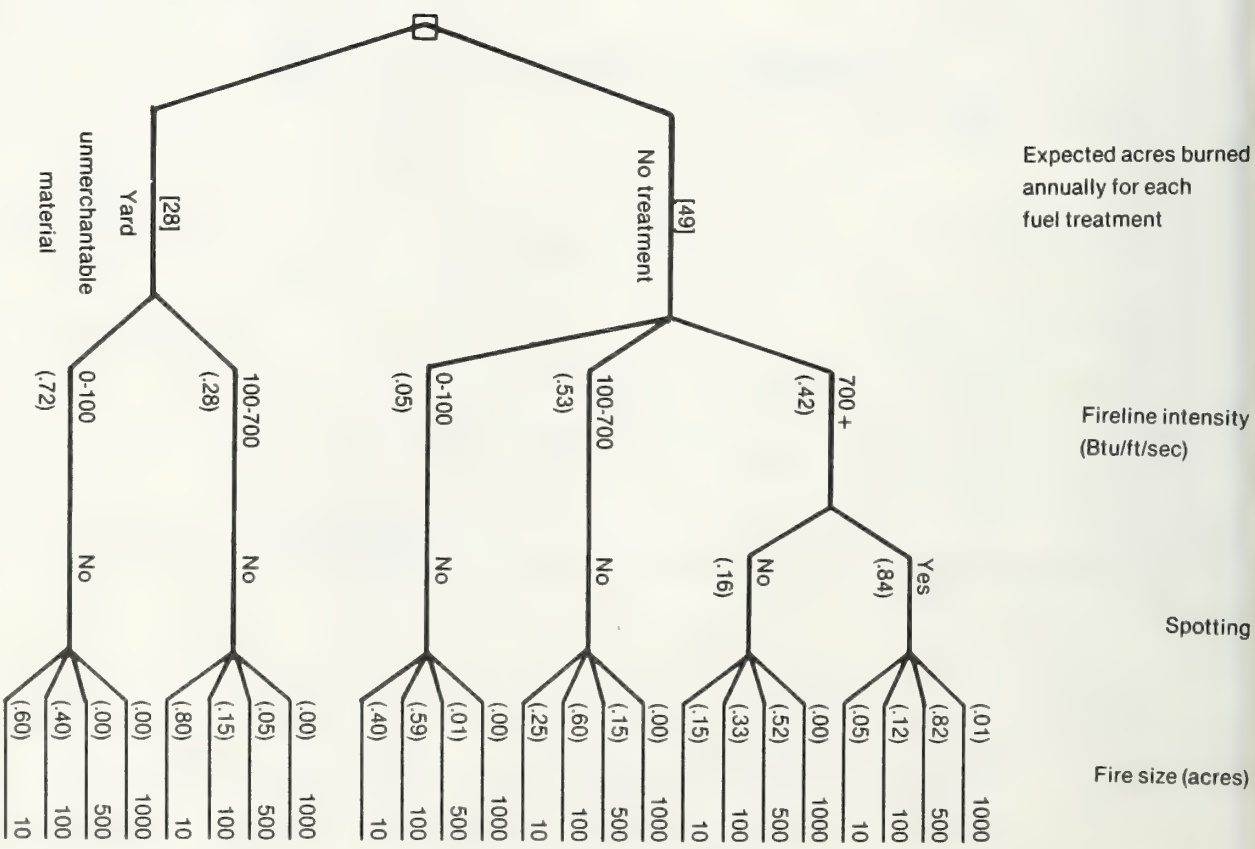 Expected acres burned
annually for each
fuel treatment
Fireline intensity
(Btu/ft/sec)
Spotting
Fire size (acres)
[49]
No treatment
700 +
(.42)
Yes
(.84)
(.01) 1000
(.82) 500
(.12) 100
(.05) 10
No
(.16)
(.00) 1000
(.52) 500
(.33) 100
(.15) 10
100-700
(.53)
No
(.00) 1000
(.15) 500
(.60) 100
(.25) 10
0-100
(.05)
No
(.00) 1000
(.01) 500
(.59) 100
(.40) 10
[28]
Yard
unmerchantable
material
100-700
(.28)
No
(.00) 1000
(.05) 500
(.15) 100
(.80) 10
0-100
(.72)
No
(.00) 1000
(.00) 500
(.40) 100
(.60) 10